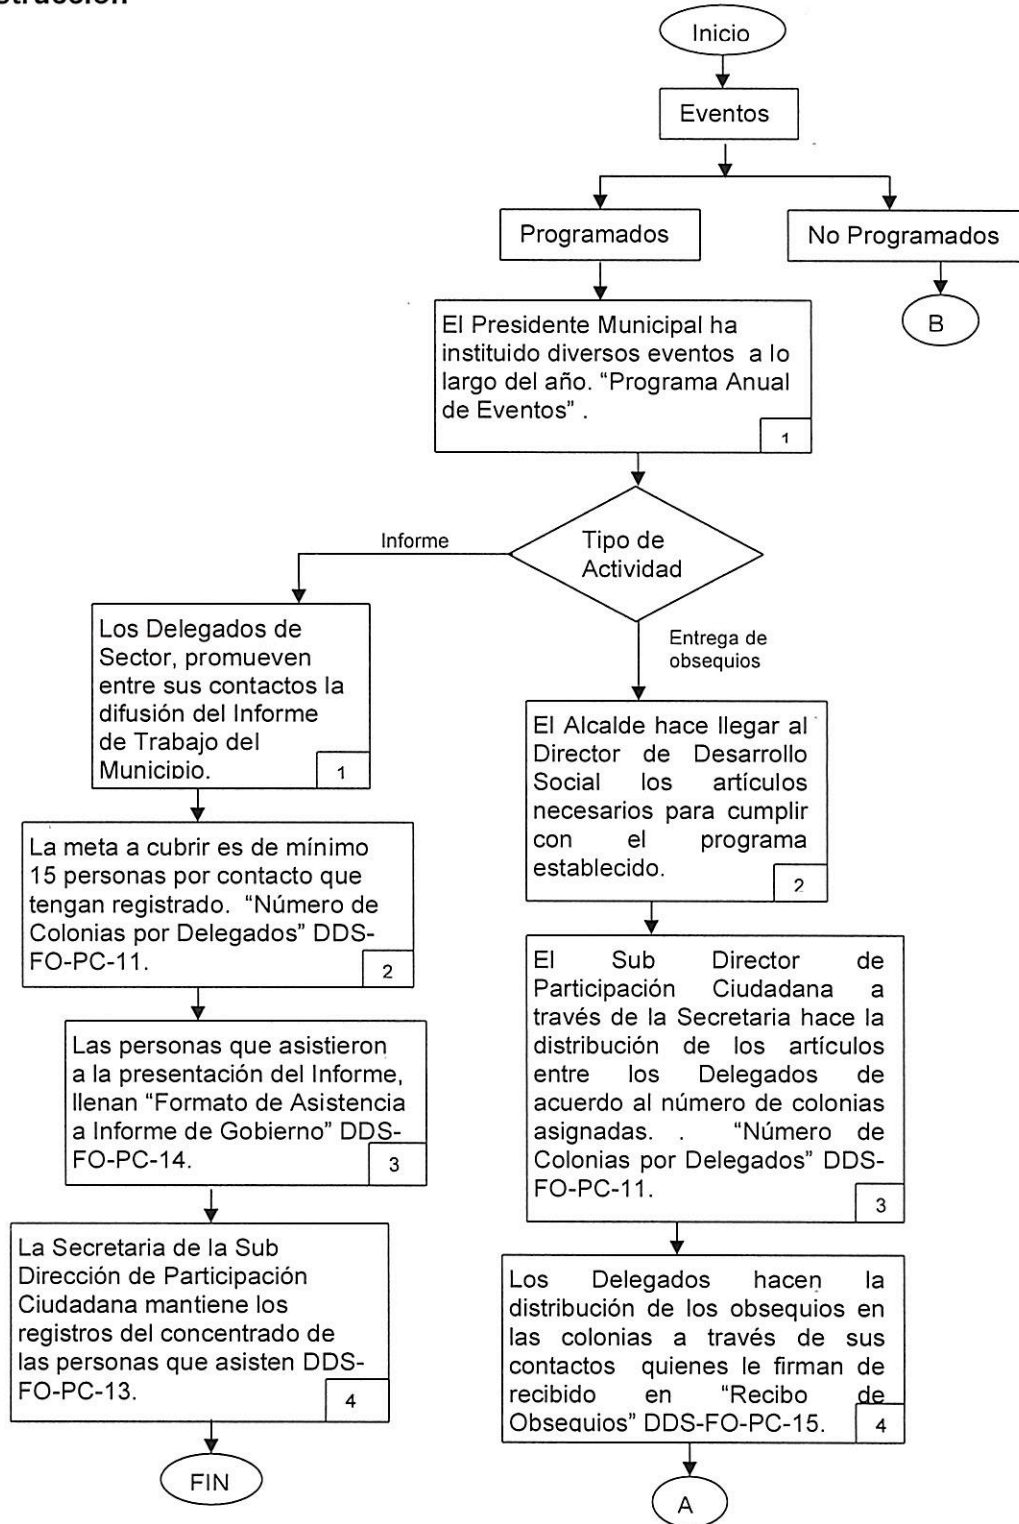 Inicio
Eventos
Programados
No Programados
B
El Presidente Municipal ha
instituido diversos eventos a lo
largo del año. “Programa Anual
de Eventos” .
1
Tipo de
Actividad
Informe
Entrega de
obsequios
Los Delegados de
Sector, promueven
entre sus contactos la
difusión del Informe
de Trabajo del
Municipio.
1
La meta a cubrir es de mínimo
15 personas por contacto que
tengan registrado. “Número de
Colonias por Delegados” DDS-
FO-PC-11.
2
Las personas que asistieron
a la presentación del Informe,
llenan “Formato de Asistencia
a Informe de Gobierno” DDS-
FO-PC-14.
3
La Secretaria de la Sub
Dirección de Participación
Ciudadana mantiene los
registros del concentrado de
las personas que asisten DDS-
FO-PC-13.
4
FIN
El Alcalde hace llegar al
Director de Desarrollo
Social los artículos
necesarios para cumplir
con el programa
establecido.
2
El Sub Director de
Participación Ciudadana a
través de la Secretaria hace la
distribución de los artículos
entre los Delegados de
acuerdo al número de colonias
asignadas. . “Número de
Colonias por Delegados” DDS-
FO-PC-11.
3
Los Delegados hacen la
distribución de los obsequios en
las colonias a través de sus
contactos quienes le firman de
recibido en “Recibo de
Obsequios” DDS-FO-PC-15.
4
A